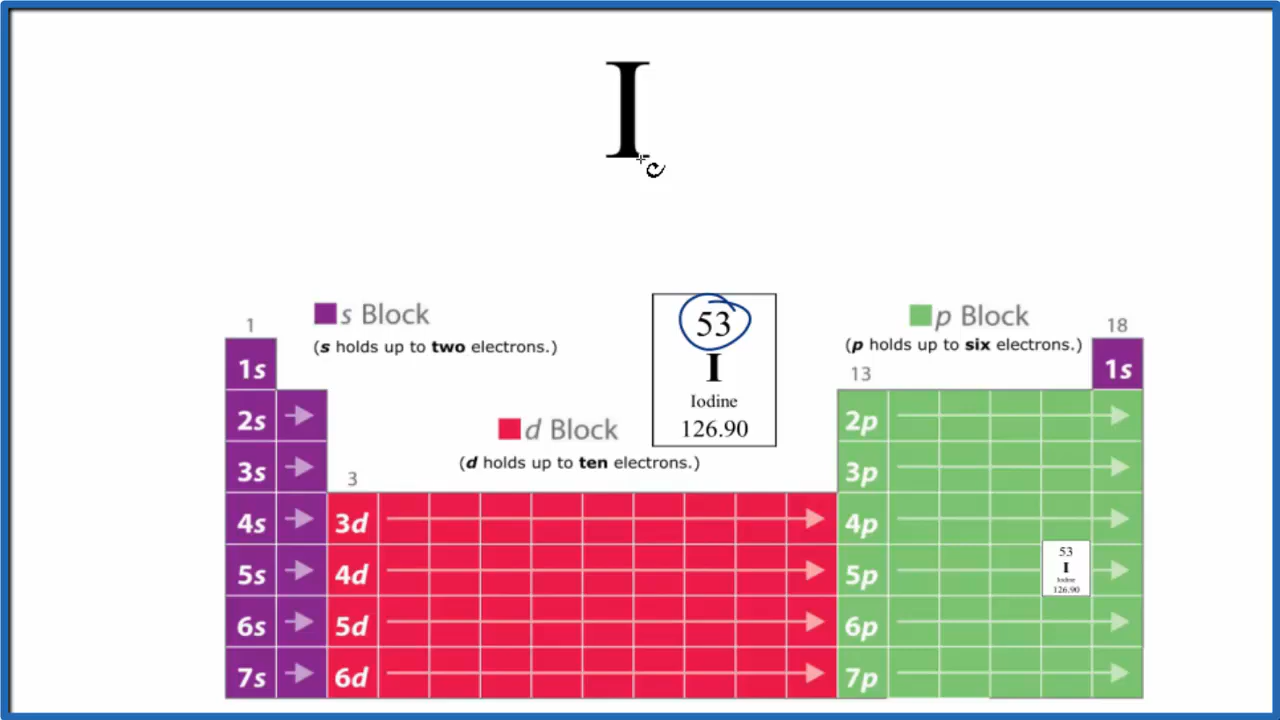 I
s Block
(s holds up to two electrons.)
53
I
Iodine
126.90
p Block
(p holds up to six electrons.)
1
18
13
1s
1s
2s
2p
d Block
(d holds up to ten electrons.)
3s
3p
3
4s
3d
4p
5s
4d
5p
53
I
Iodine
126.90
6s
5d
6p
7s
6d
7p